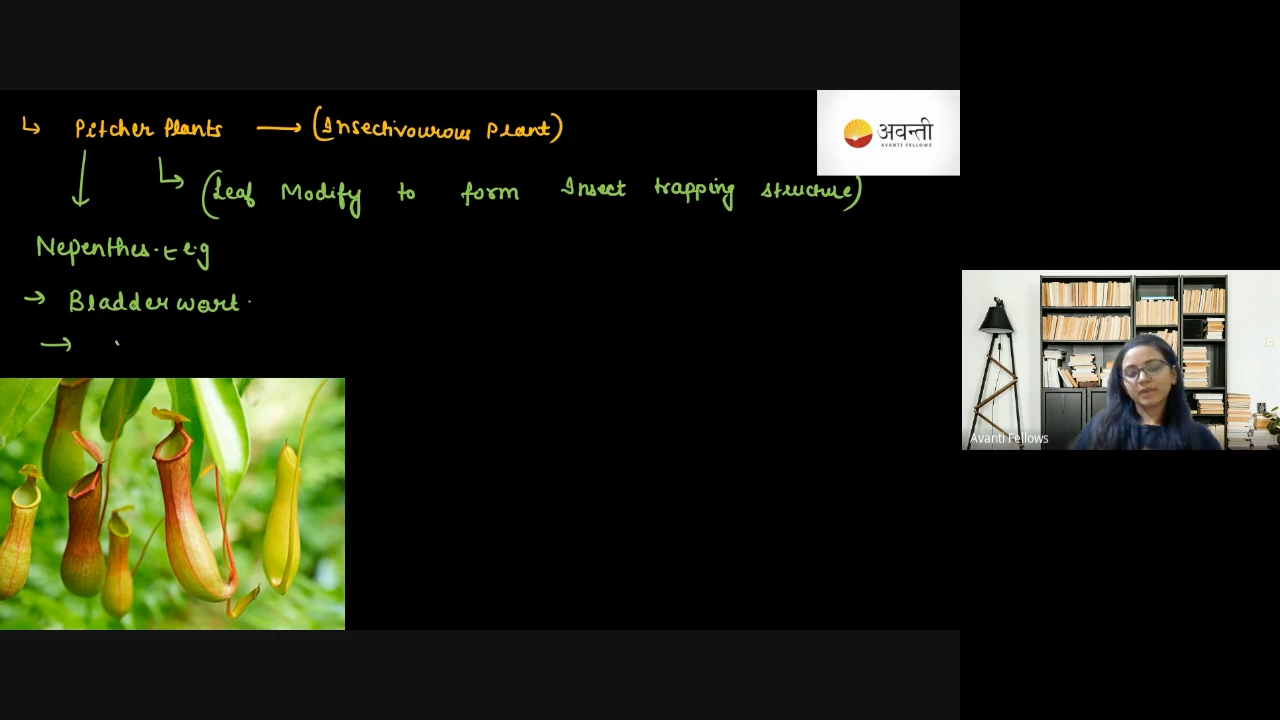 ↳ Pitcher Plants → (Insectivourous Plant)
↳ (Leaf Modify to form Insect trapping structure)
Nepenthes. e.g
→ Bladderwort.
→
अवन्ती
AVANTI FELLOWS
Avanti Fellows